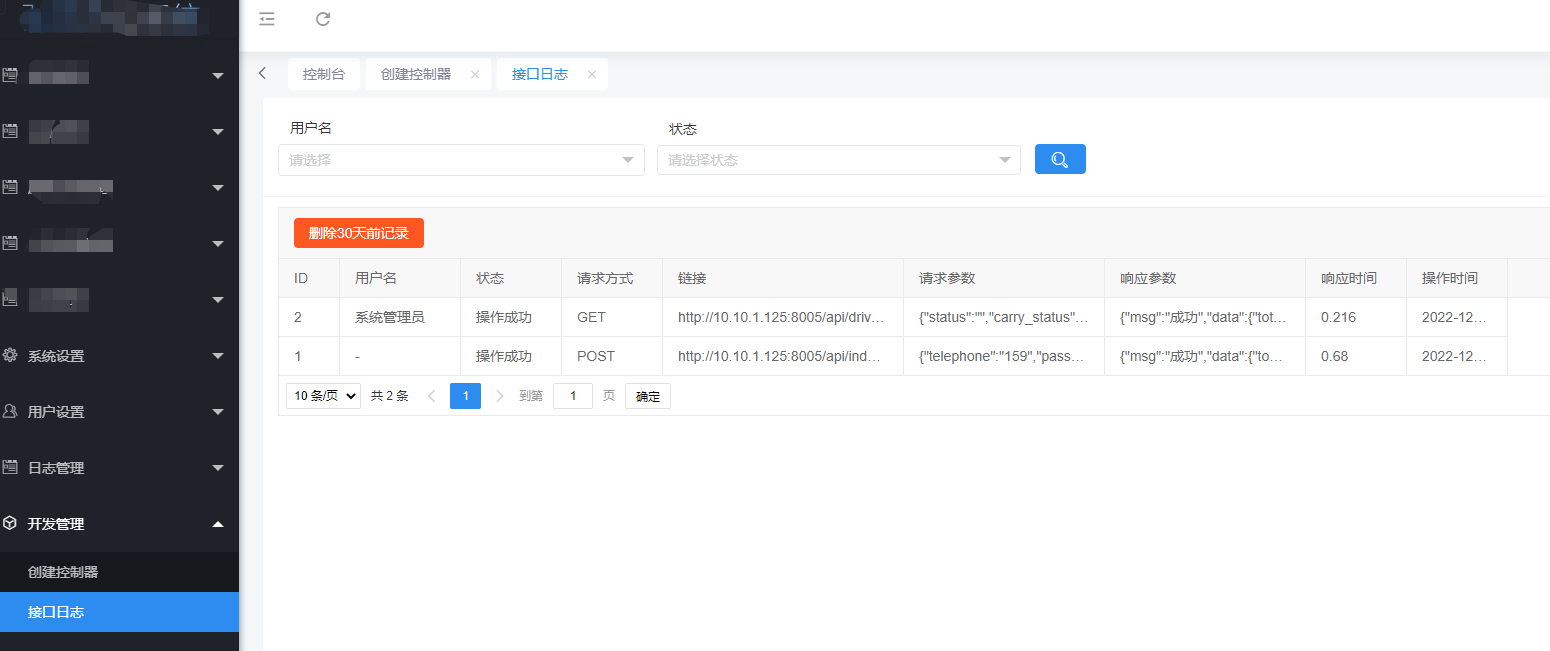 控制台
创建控制器
接口日志
用户名
状态
请选择
请选择状态
删除30天前记录
ID 用户名 状态 请求方式 链接 请求参数 响应参数 响应时间 操作时间
2 系统管理员 操作成功 GET http://10.10.1.125:8005/api/driv… {"status":"","carry_status"… {"msg":"成功","data":{"tot… 0.216 2022-12…
1 - 操作成功 POST http://10.10.1.125:8005/api/ind… {"telephone":"159","pass… {"msg":"成功","data":{"to… 0.68 2022-12…
10 条/页 共 2 条 1 到第 1 页 确定
系统设置
用户设置
日志管理
开发管理
创建控制器
接口日志